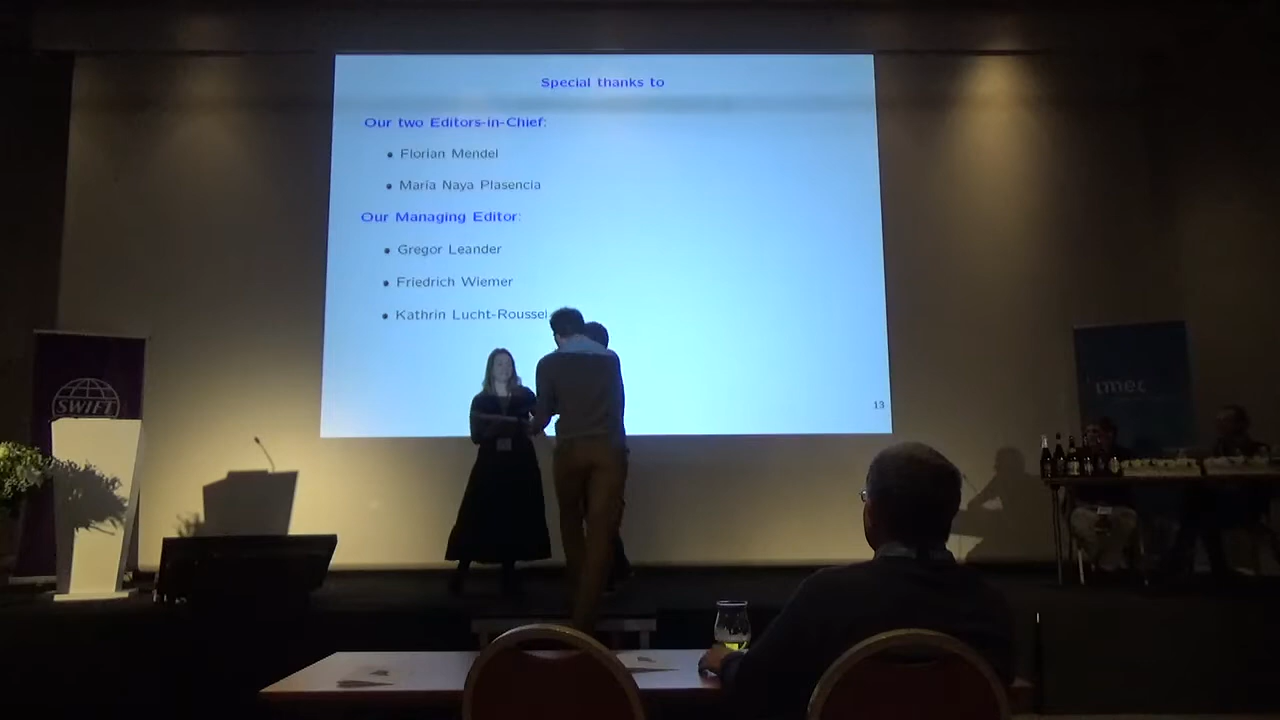 Special thanks to
Our two Editors-in-Chief:
• Florian Mendel
• María Naya Plasencia
Our Managing Editor:
• Gregor Leander
• Friedrich Wiemer
• Kathrin Lucht-Roussel
13
SWIFT
imec